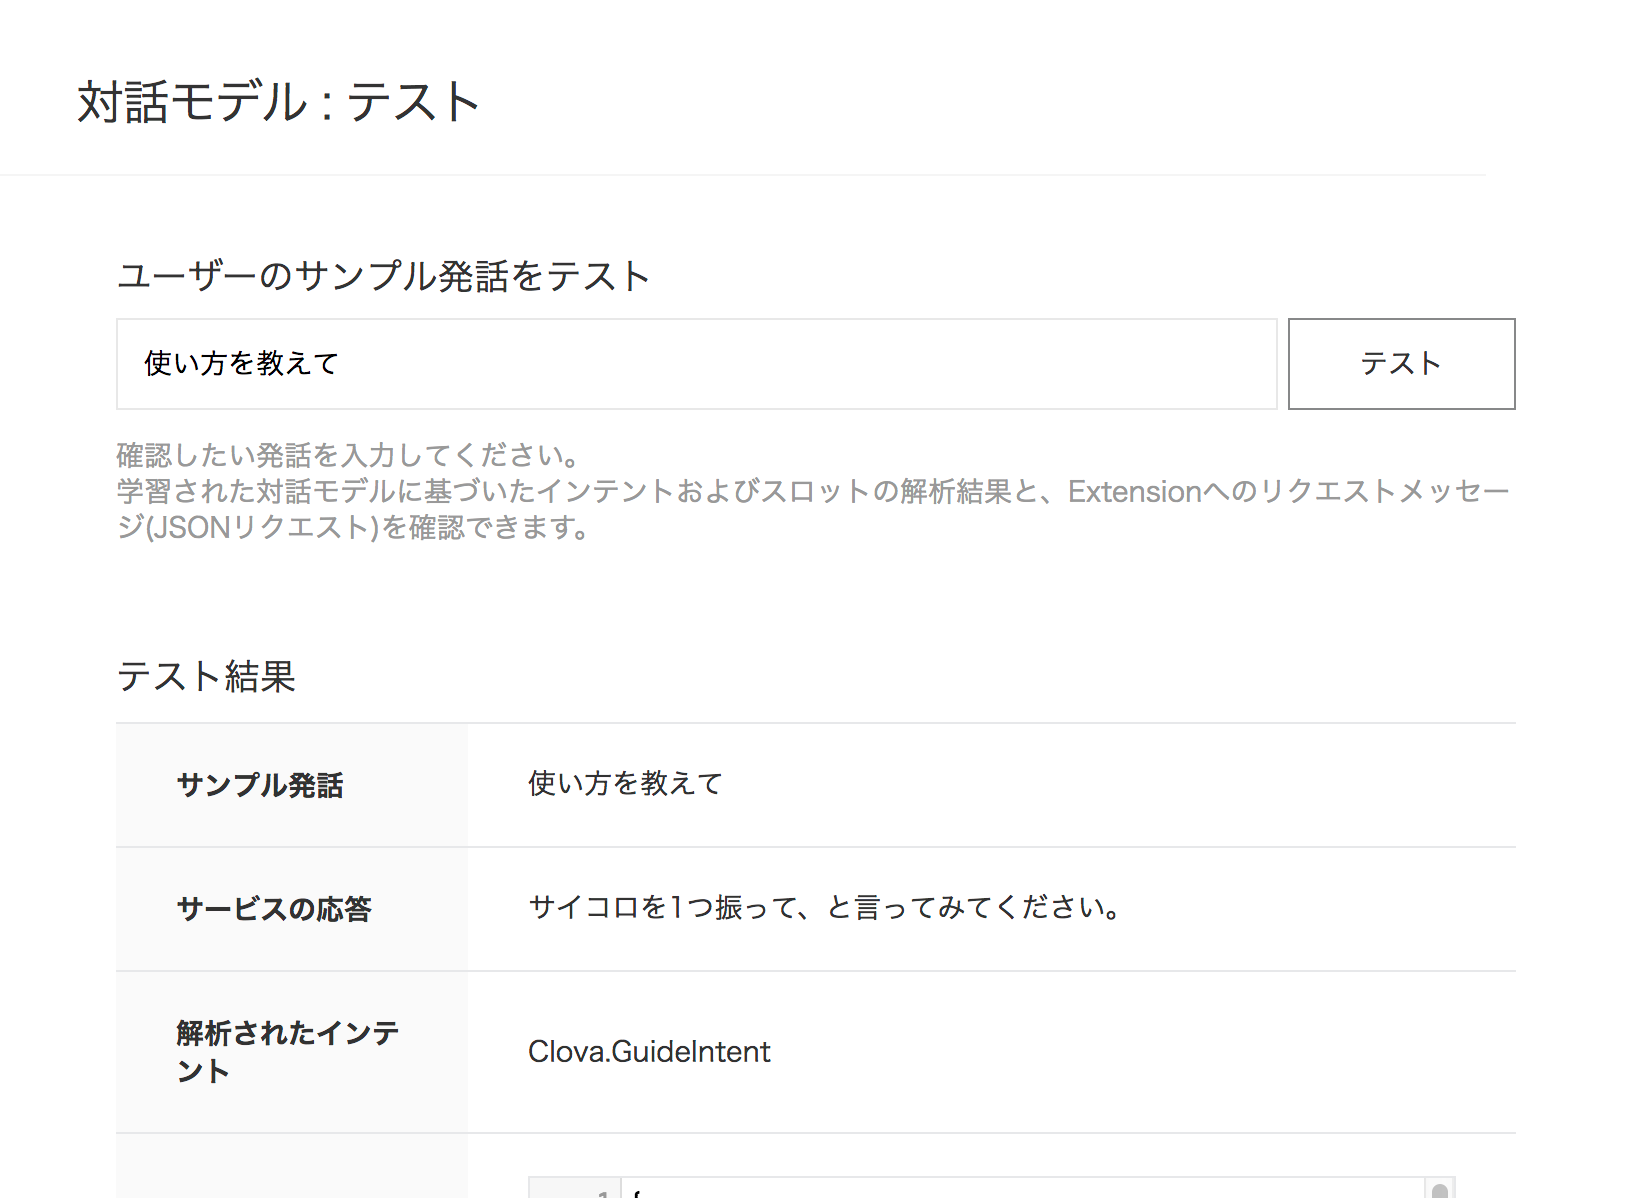 対話モデル : テスト
ユーザーのサンプル発話をテスト
使い方を教えて
テスト
確認したい発話を入力してください。
学習された対話モデルに基づいたインテントおよびスロットの解析結果と、Extensionへのリクエストメッセー
ジ(JSONリクエスト)を確認できます。
テスト結果
サンプル発話
使い方を教えて
サービスの応答
サイコロを1つ振って、と言ってみてください。
解析されたインテ
ント
Clova.GuideIntent